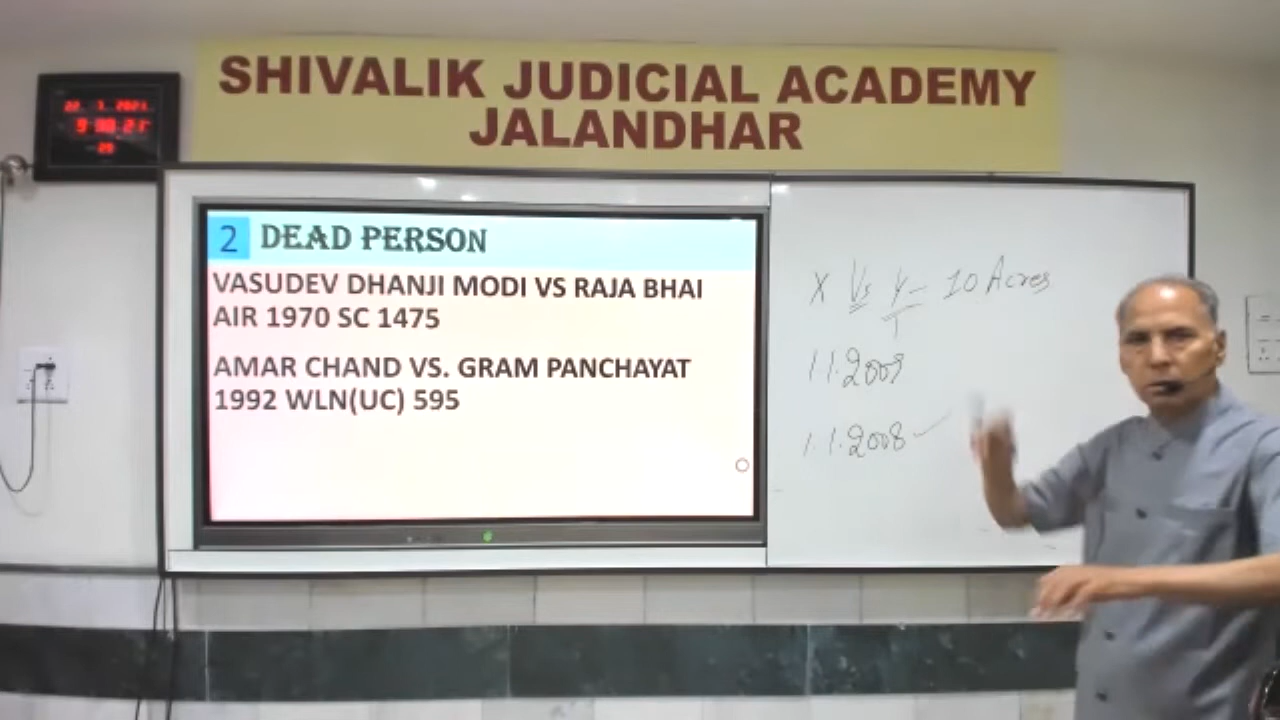 SHIVALIK JUDICIAL ACADEMY
JALANDHAR
2 DEAD PERSON
VASUDEV DHANJI MODI VS RAJA BHAI
AIR 1970 SC 1475
AMAR CHAND VS. GRAM PANCHAYAT
1992 WLN(UC) 595
X Vs Y - 10 Acres
T
1.1.2009
1.1.2008